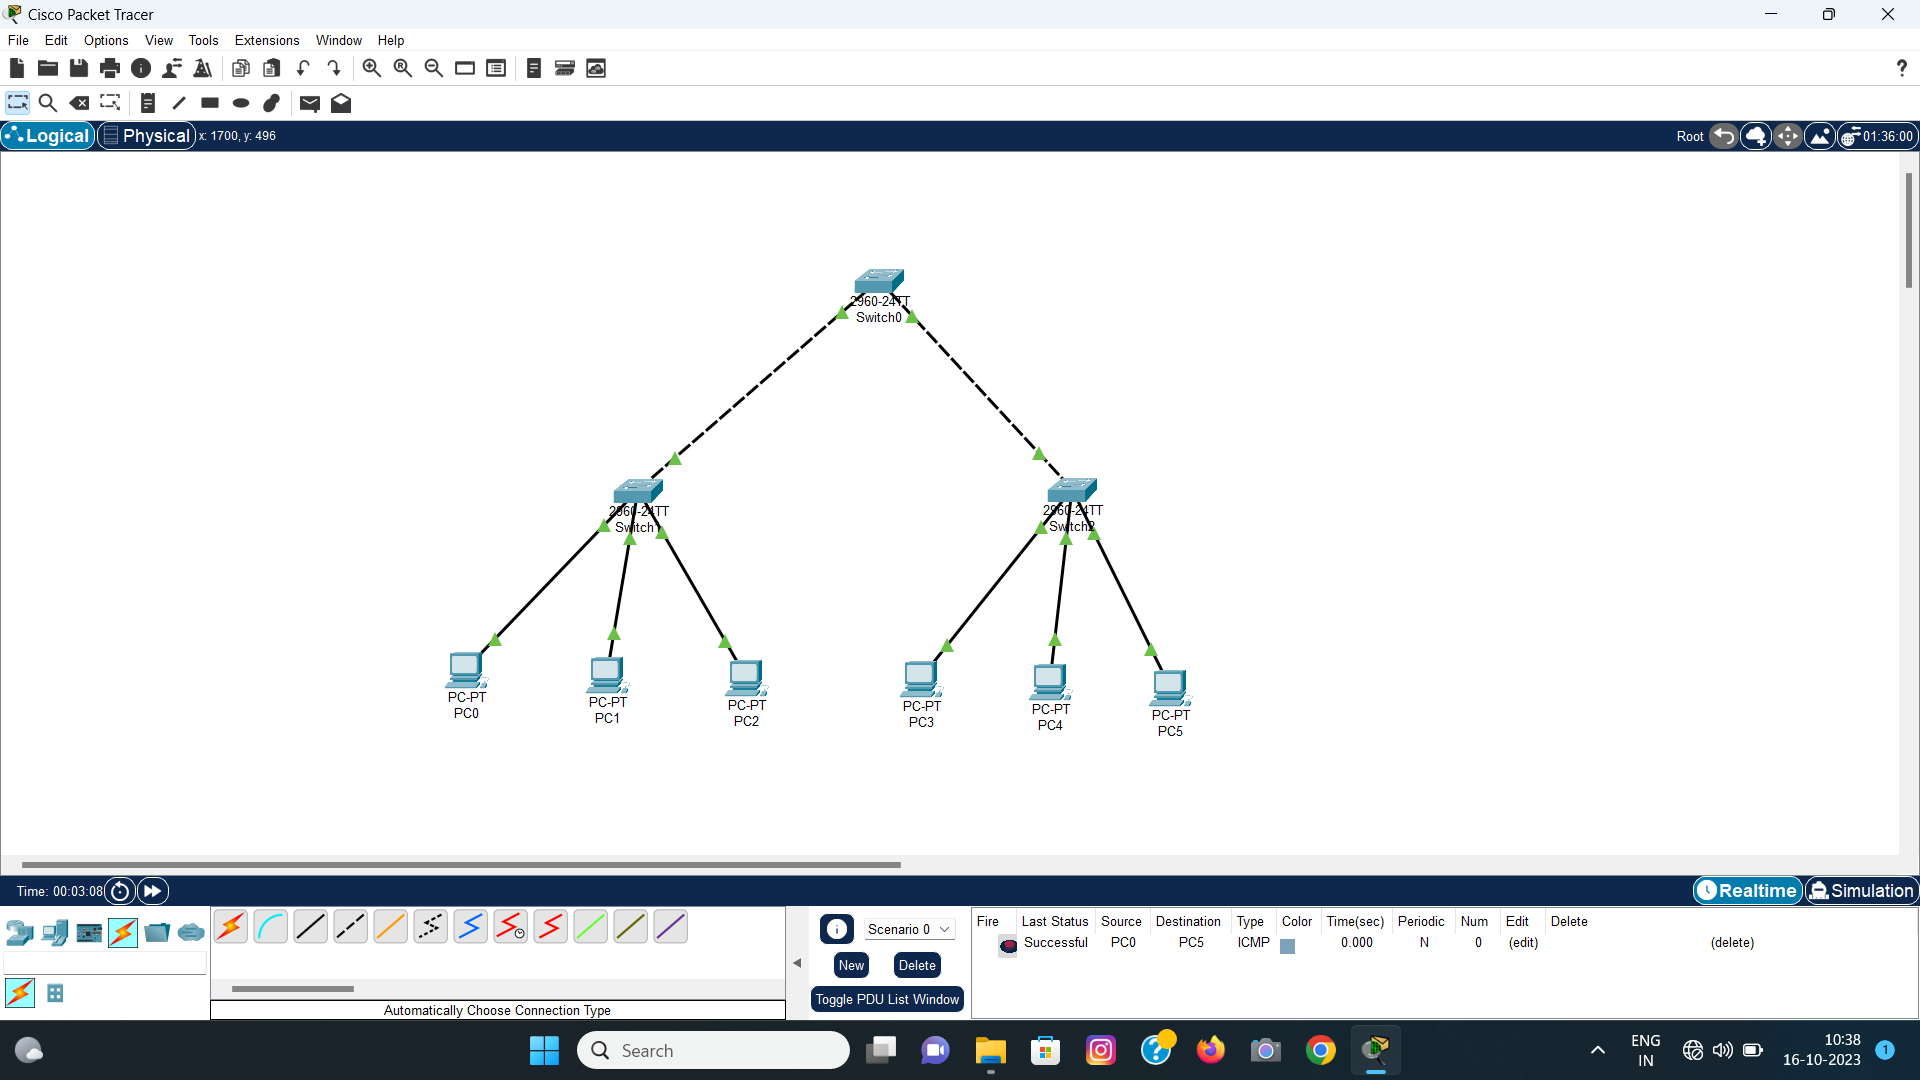 Cisco Packet Tracer
File Edit Options View Tools Extensions Window Help
?
Logical Physical x: 1700, y: 496 Root 01:36:00
2960-24TT
Switch0
2960-24TT
Switch1
2960-24TT
Switch2
PC-PT
PC0
PC-PT
PC1
PC-PT
PC2
PC-PT
PC3
PC-PT
PC4
PC-PT
PC5
Time: 00:03:08 Realtime Simulation
Scenario 0
New Delete
Toggle PDU List Window
Automatically Choose Connection Type
Fire Last Status Source Destination Type Color Time(sec) Periodic Num Edit Delete
Successful PC0 PC5 ICMP 0.000 N 0 (edit) (delete)
Search
ENG
IN
10:38
16-10-2023
1